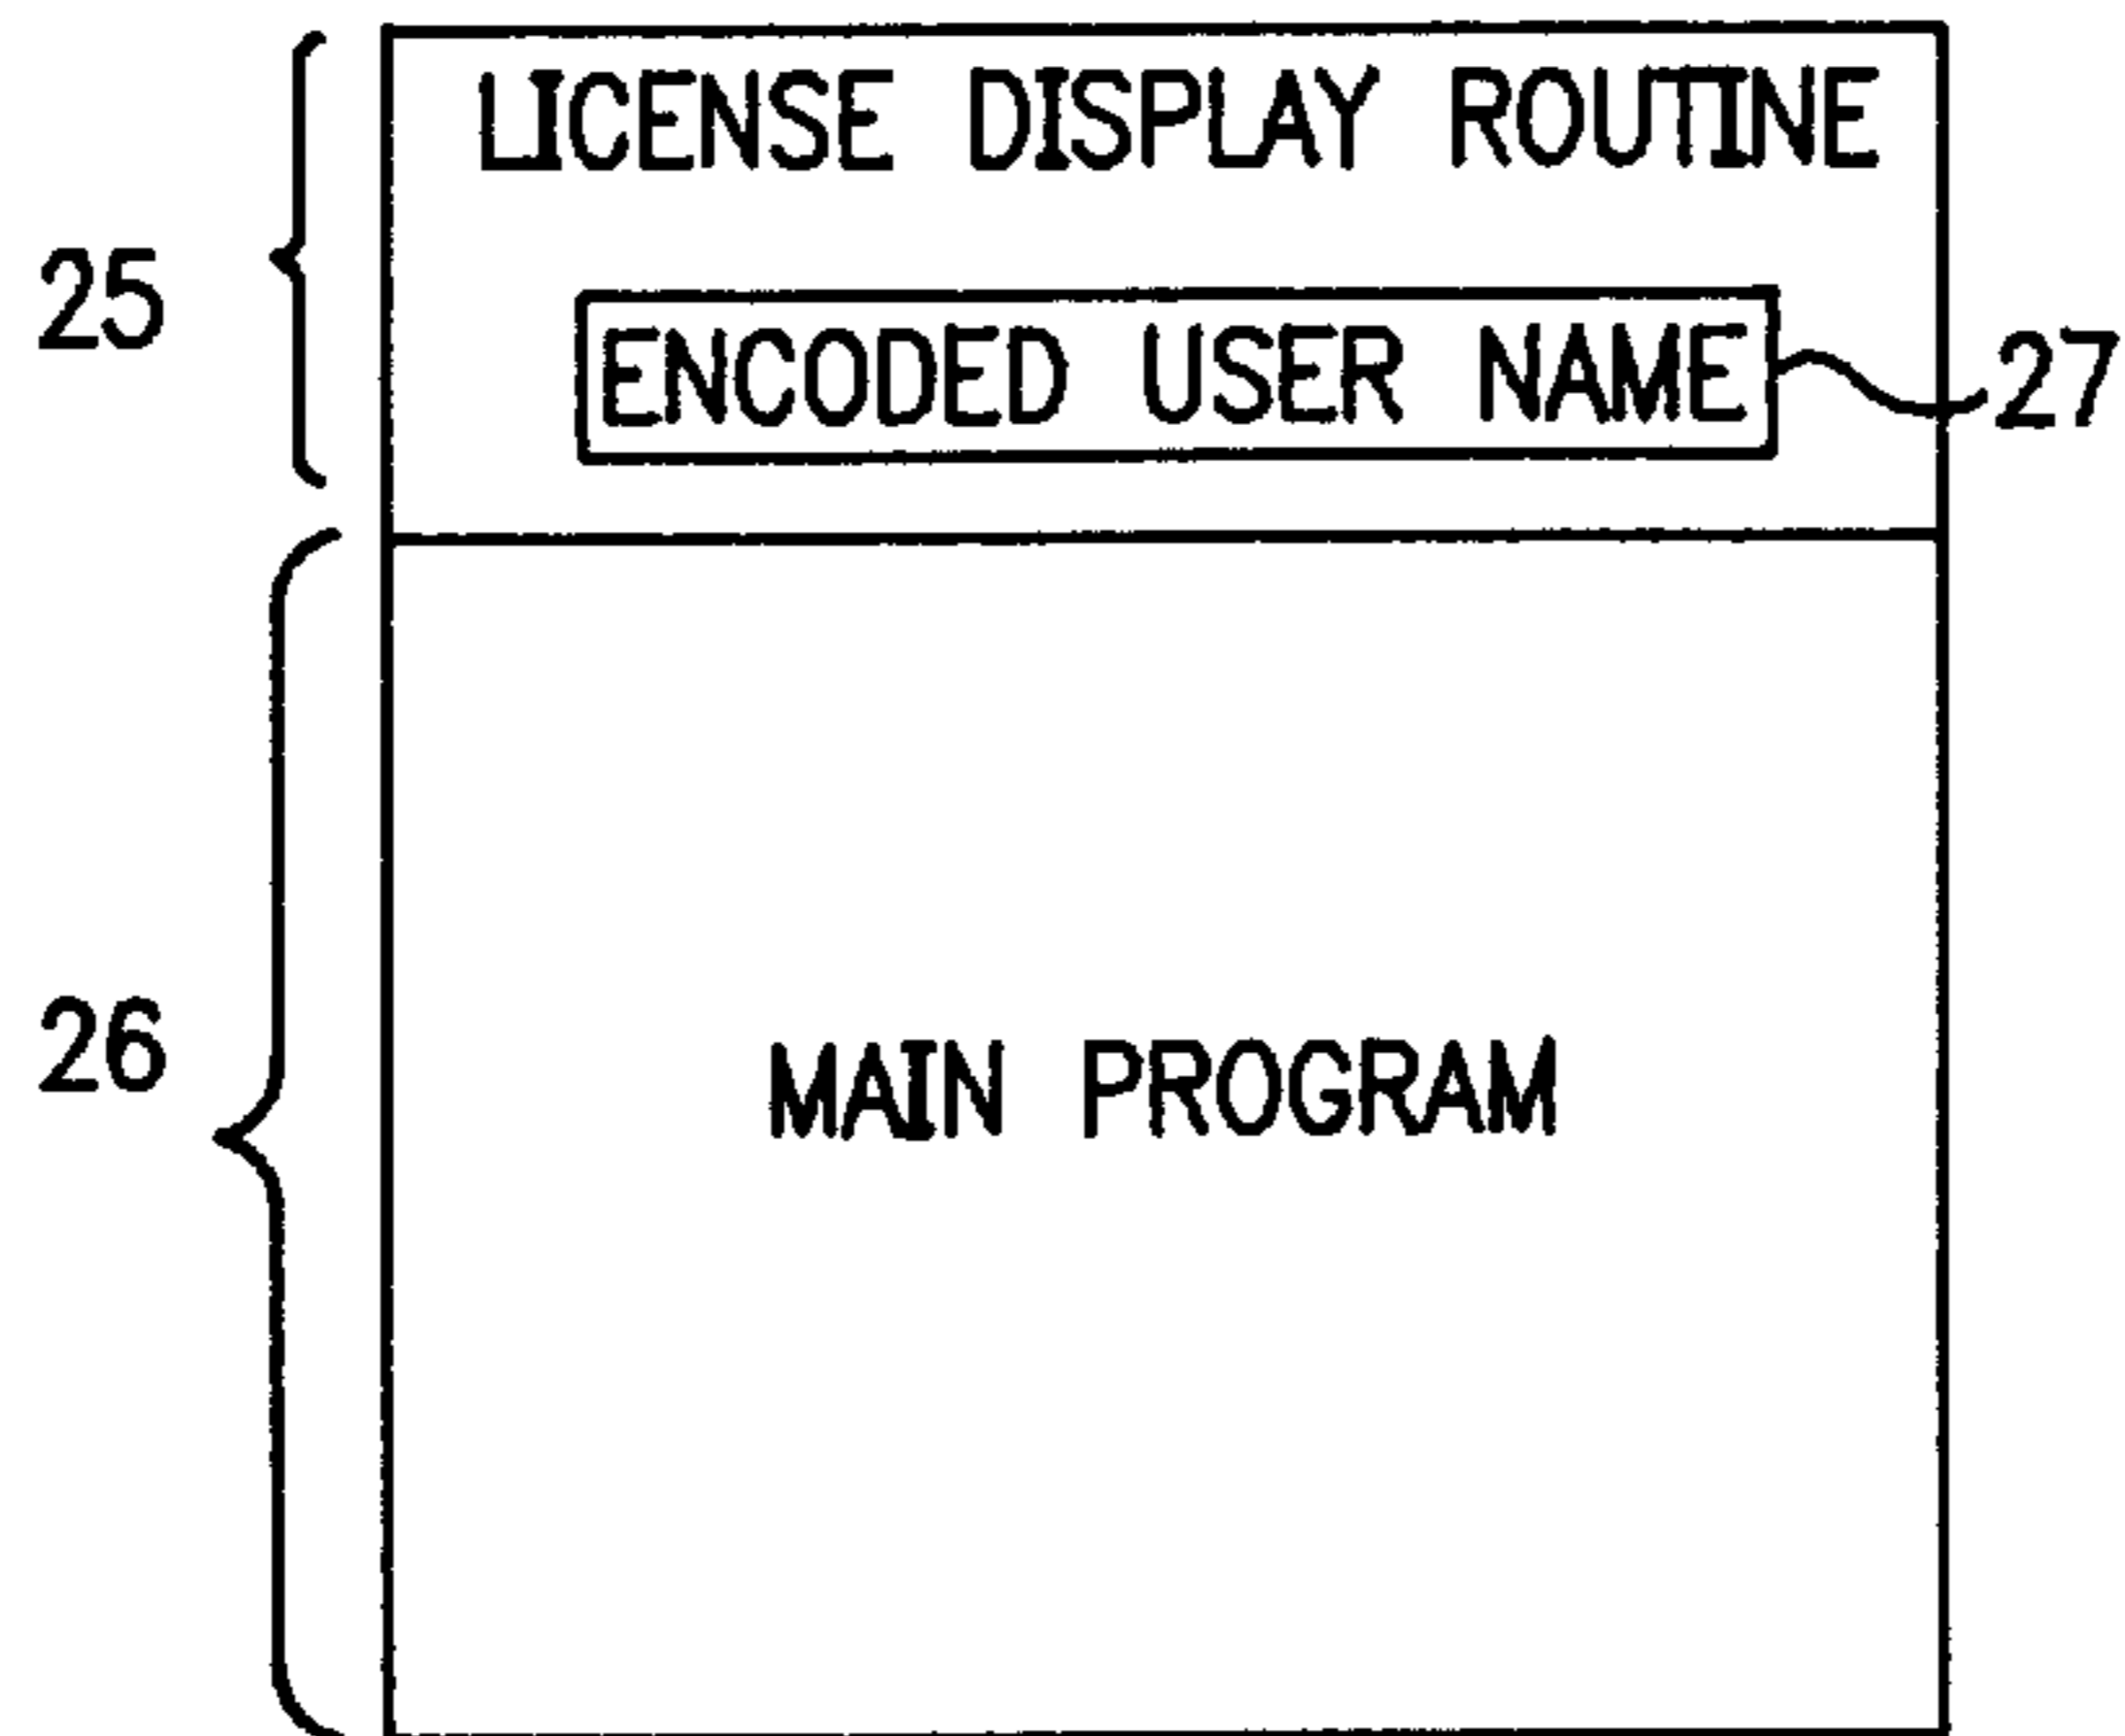 LICENSE DISPLAY ROUTINE
25
ENCODED USER NAME
27
26
MAIN PROGRAM